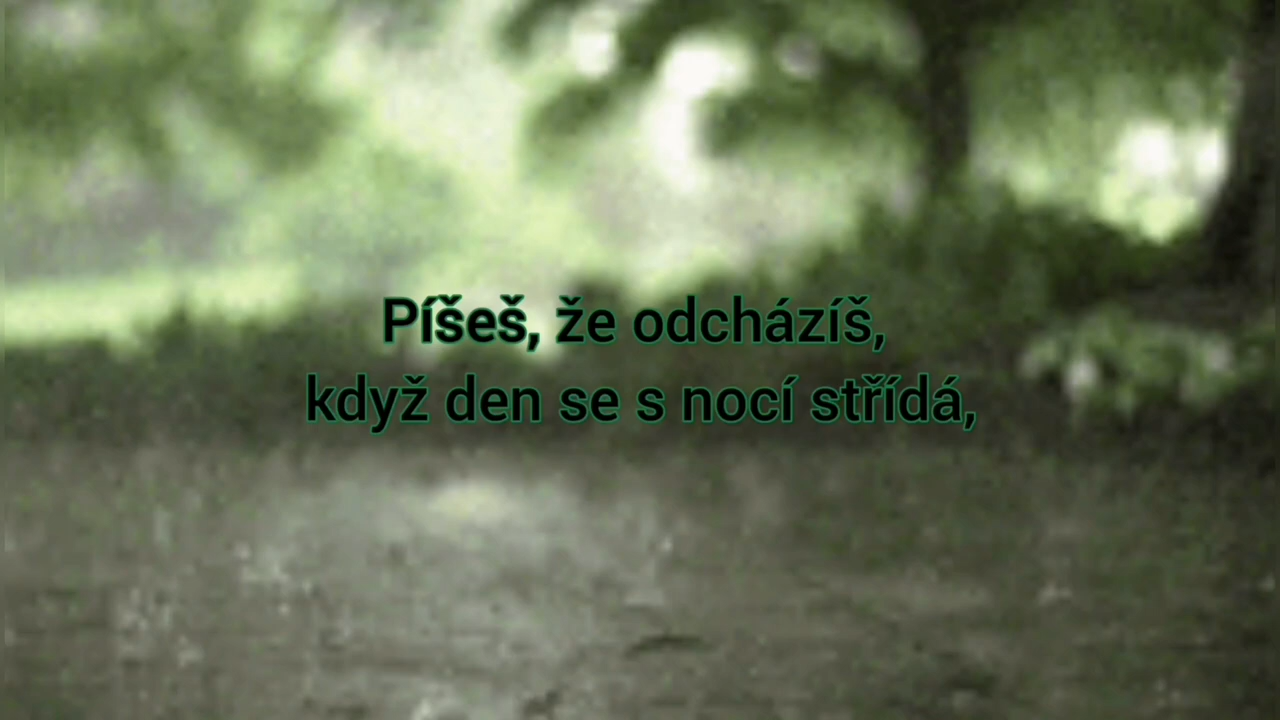 Píšeš, že odcházíš,
když den se s nocí střídá,